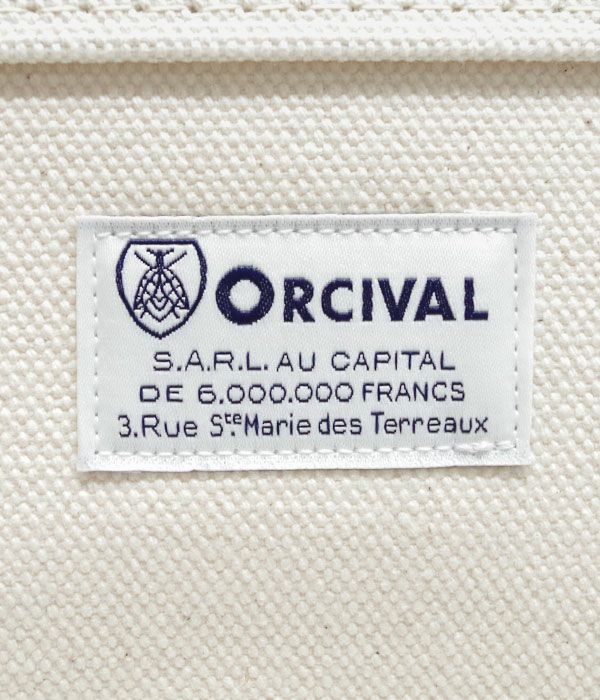 ORCIVAL
S.A.R.L. AU CAPITAL
DE 6.000.000 FRANCS
3.Rue Ste.Marie des Terreaux